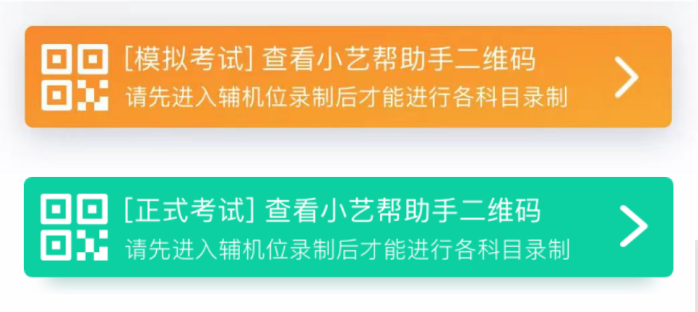 [模拟考试] 查看小艺帮助手二维码
请先进入辅机位录制后才能进行各科目录制
[正式考试] 查看小艺帮助手二维码
请先进入辅机位录制后才能进行各科目录制